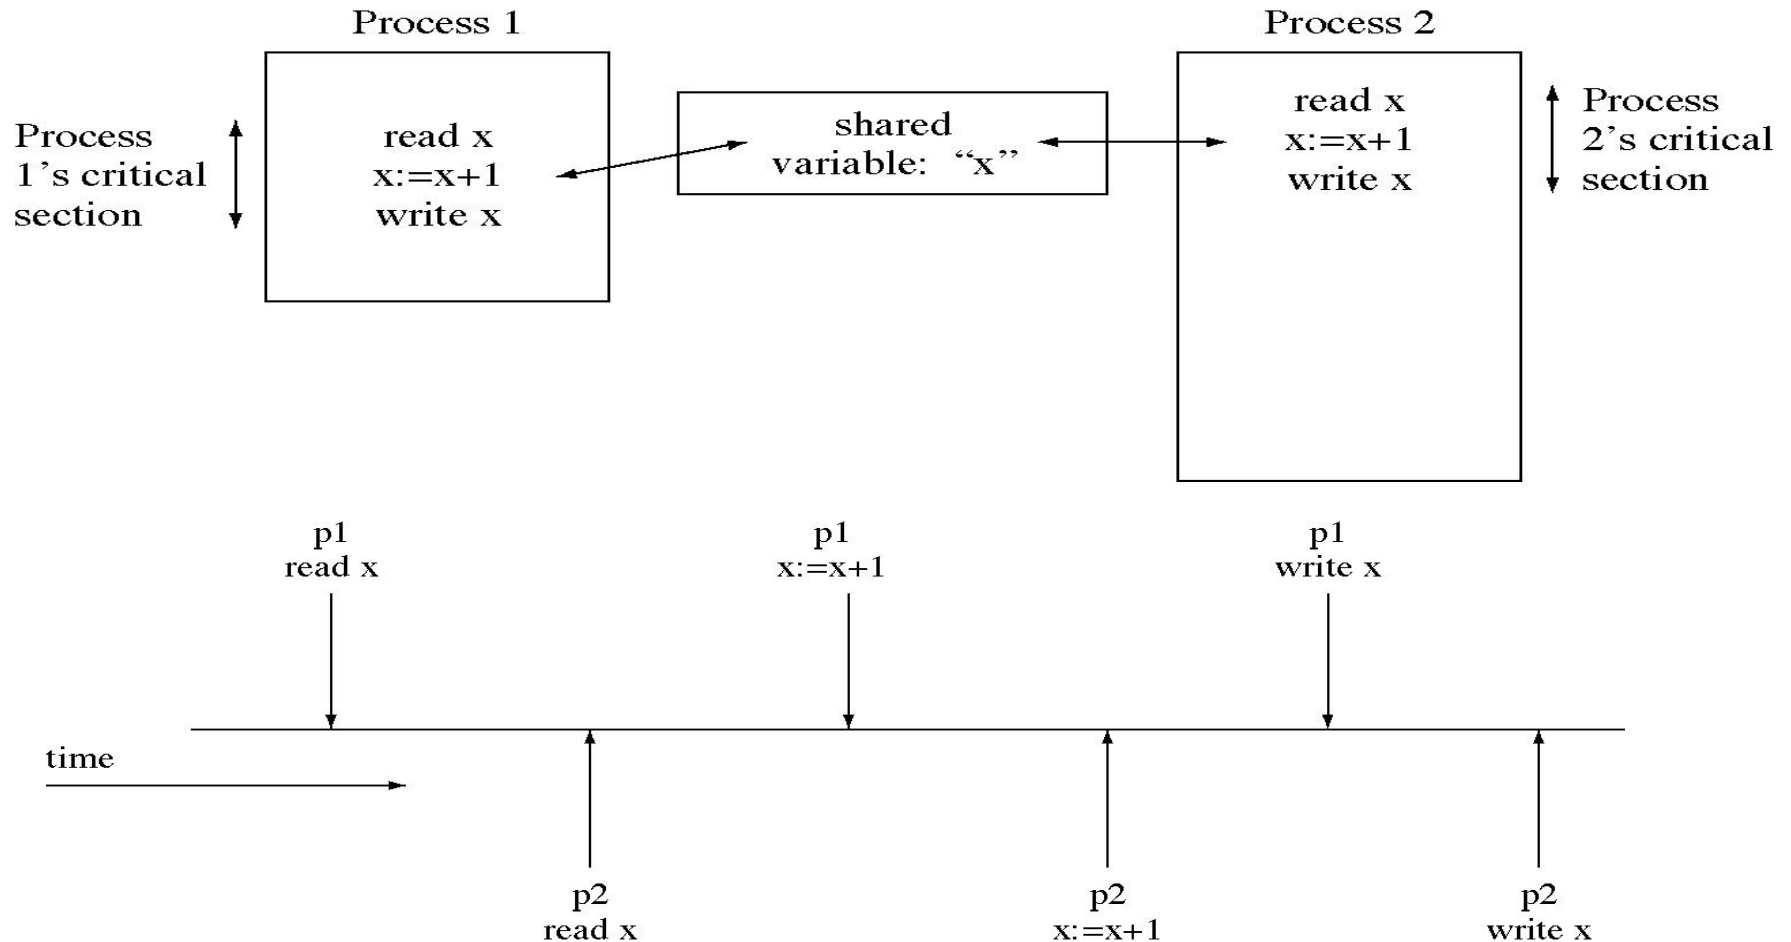 Process 1
Process 2
Process
1’s critical
section
read x
x:=x+1
write x
shared
variable: “x”
read x
x:=x+1
write x
Process
2’s critical
section
p1
read x
p1
x:=x+1
p1
write x
time
p2
read x
p2
x:=x+1
p2
write x